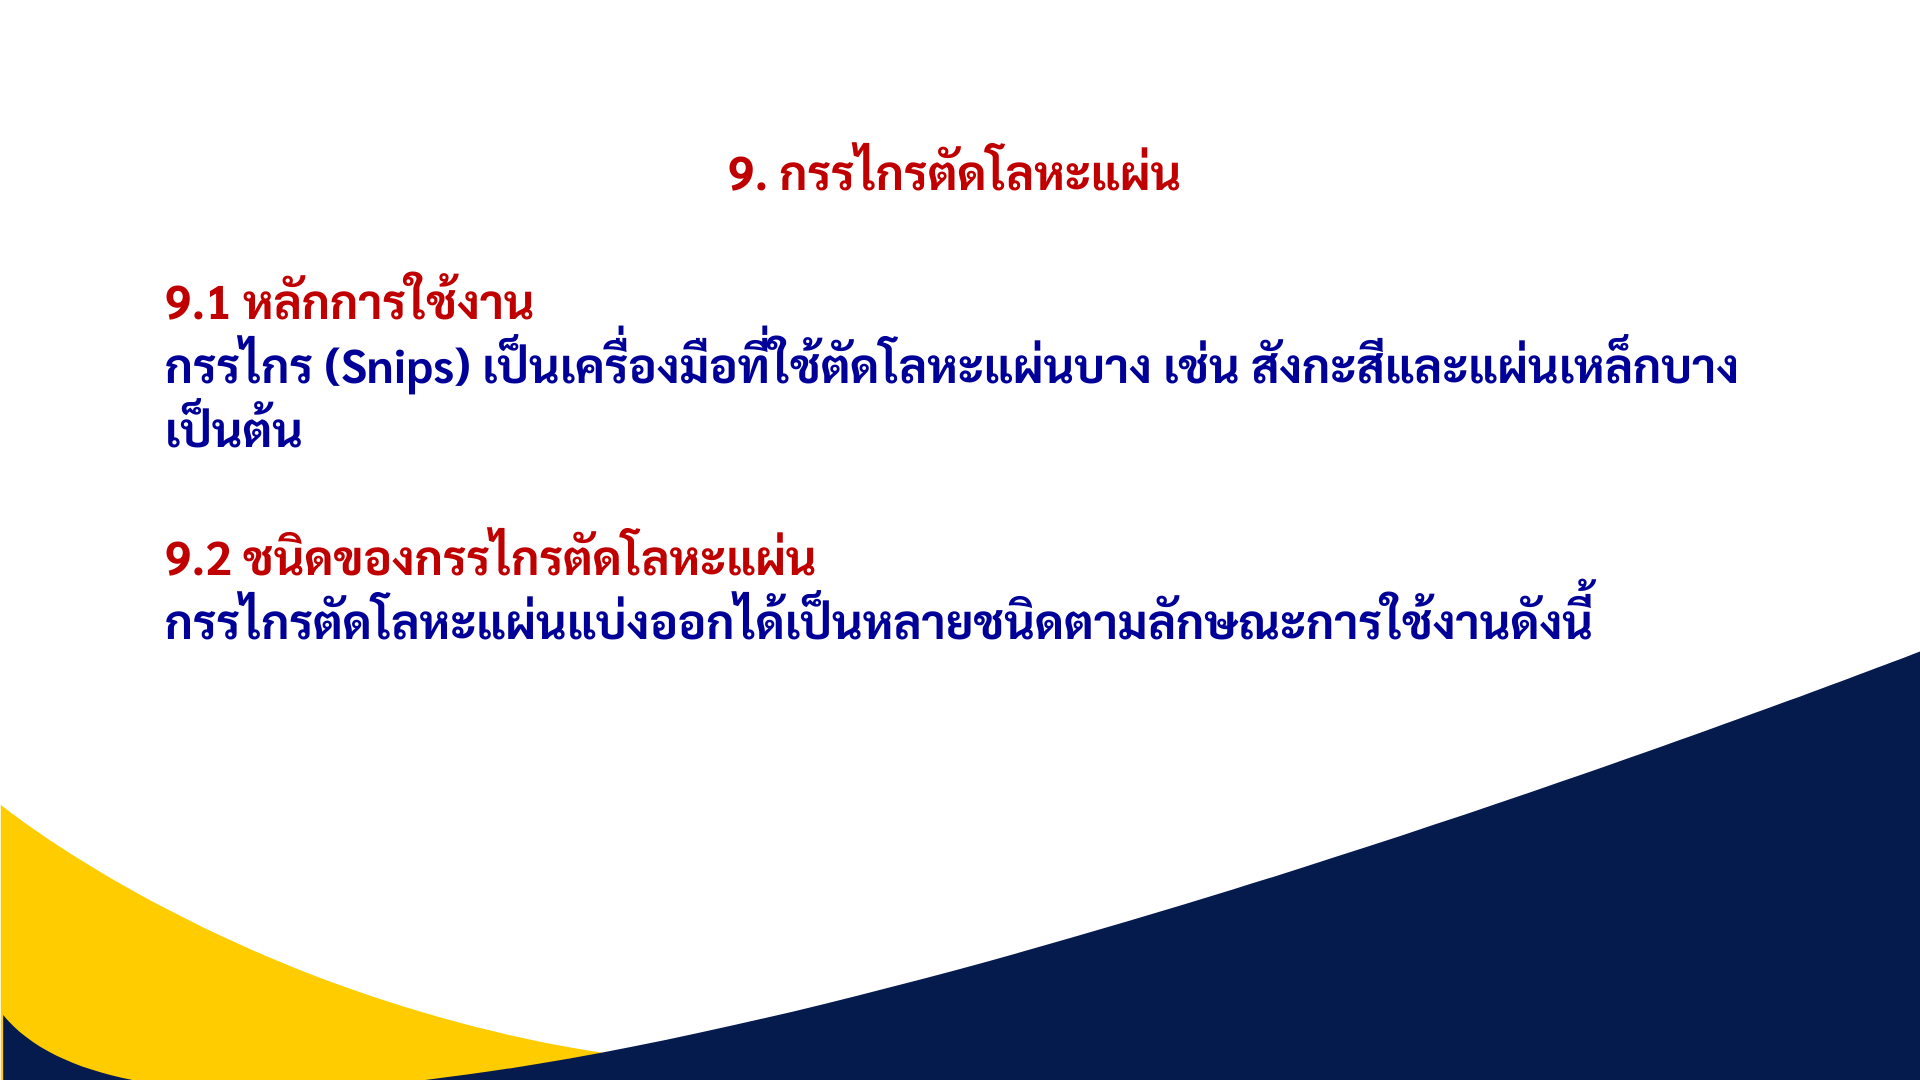 9. กรรไกรตัดโลหะแผ่น
9.1 หลักการใช้งาน
กรรไกร (Snips) เป็นเครื่องมือที่ใช้ตัดโลหะแผ่นบาง เช่น สังกะสีและแผ่นเหล็กบาง
เป็นต้น
9.2 ชนิดของกรรไกรตัดโลหะแผ่น
กรรไกรตัดโลหะแผ่นแบ่งออกได้เป็นหลายชนิดตามลักษณะการใช้งานดังนี้